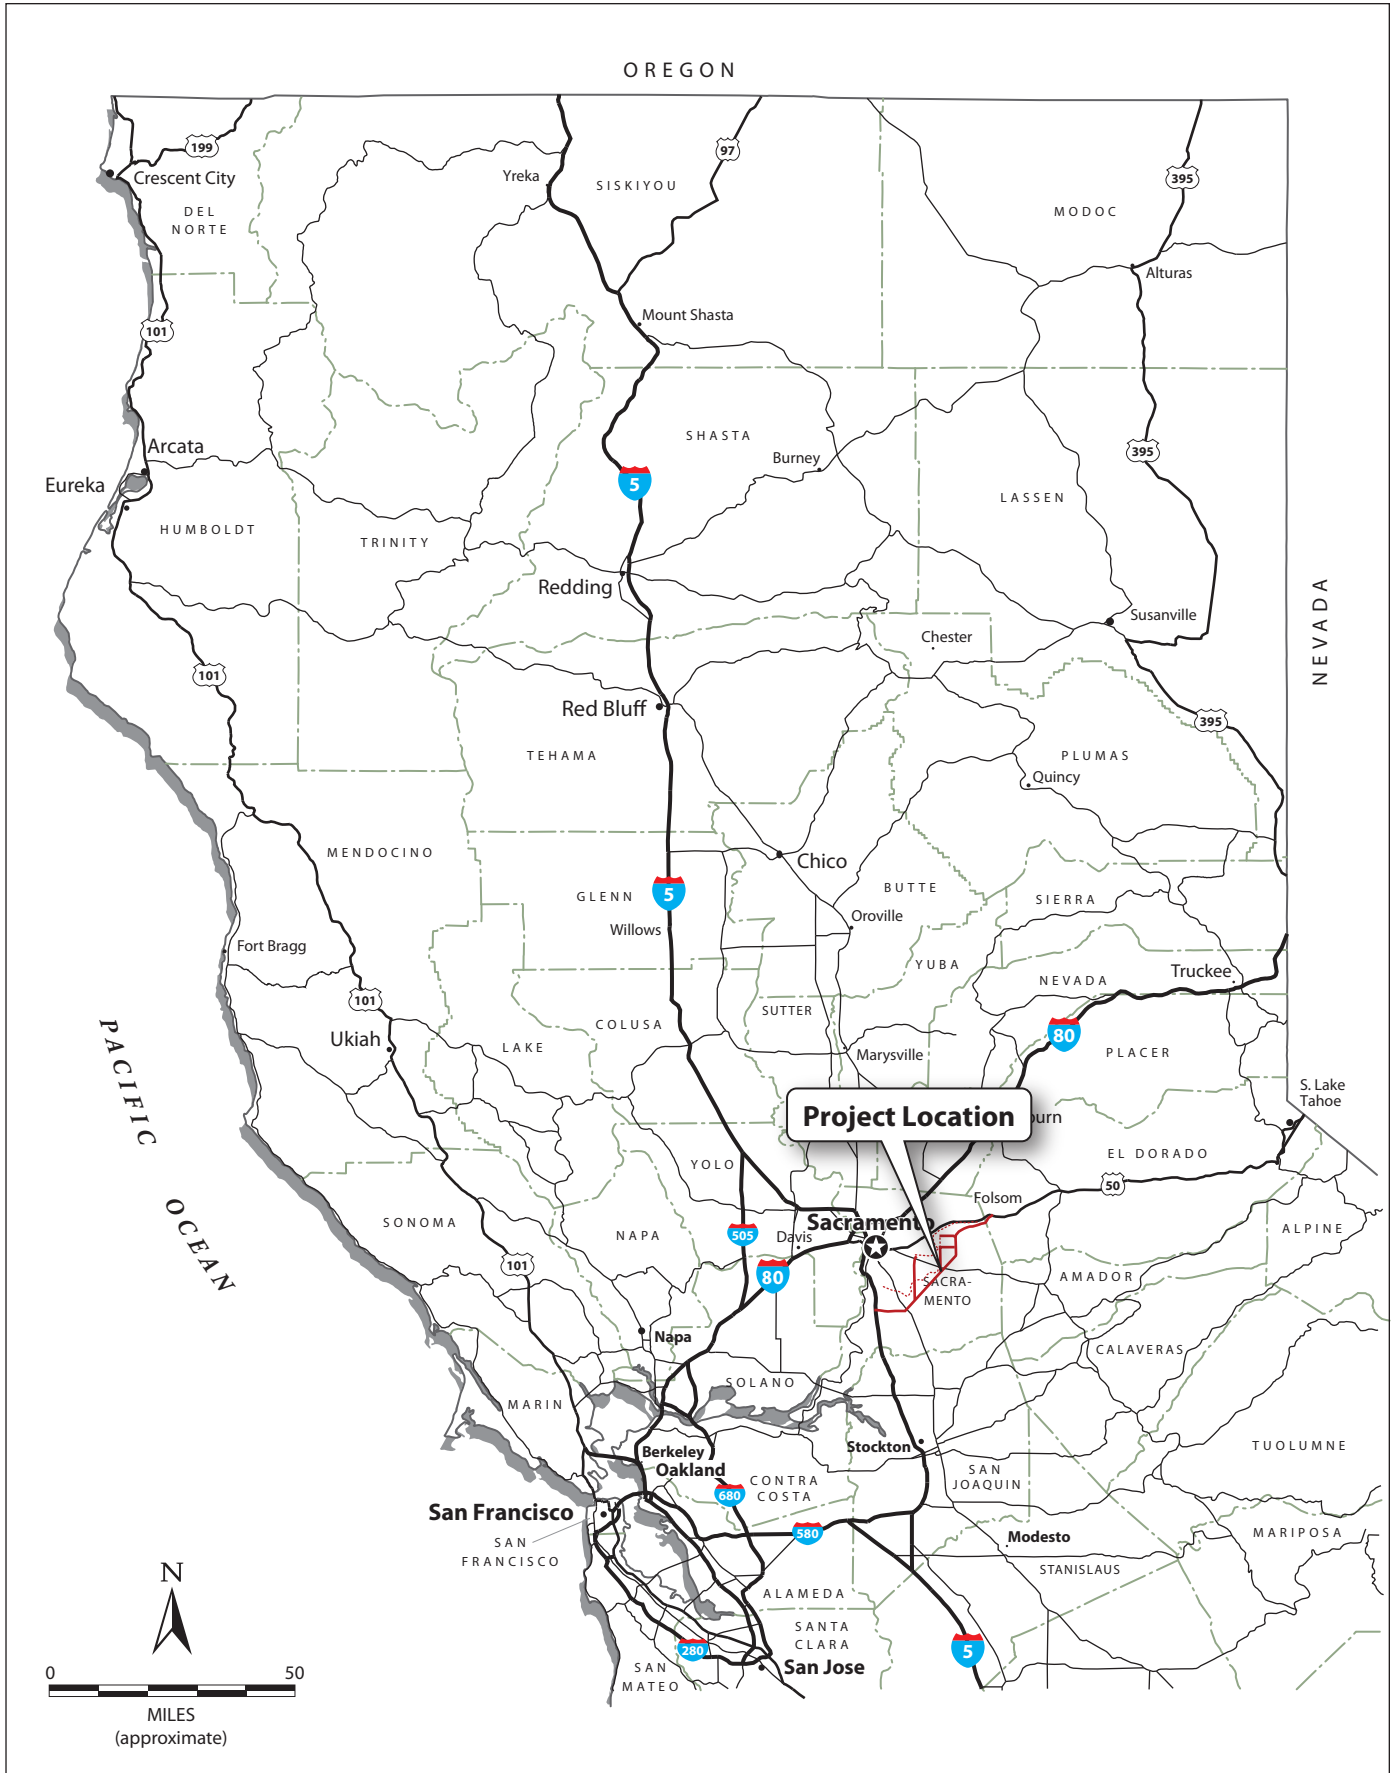 OREGON
199
97
Yreka
Crescent City
SISKIYOU
395
DEL
NORTE
MODOC
Alturas
Mount Shasta
101
SHASTA
Arcata
395
Burney
5
Eureka
LASSEN
HUMBOLDT
TRINITY
Redding
NEVADA
Susanville
Chester
101
Red Bluff
395
TEHAMA
PLUMAS
Quincy
MENDOCINO
Chico
BUTTE
GLENN
5
SIERRA
Oroville
Willows
Fort Bragg
YUBA
Truckee
NEVADA
101
SUTTER
COLUSA
80
Ukiah
LAKE
Marysville
PLACER
PACIFIC
OCEAN
S. Lake
Tahoe
Project Location
urn
EL DORADO
YOLO
50
Folsom
SONOMA
Sacramento
ALPINE
NAPA
505
Davis
101
80
AMADOR
SACRA-
MENTO
Napa
CALAVERAS
SOLANO
MARIN
Stockton
TUOLUMNE
Berkeley
Oakland
SAN
JOAQUIN
CONTRA
COSTA
680
San Francisco
580
MARIPOSA
Modesto
SAN
FRANCISCO
STANISLAUS
N
ALAMEDA
SANTA
CLARA
280
5
San Jose
SAN
MATEO
0 50
MILES
(approximate)